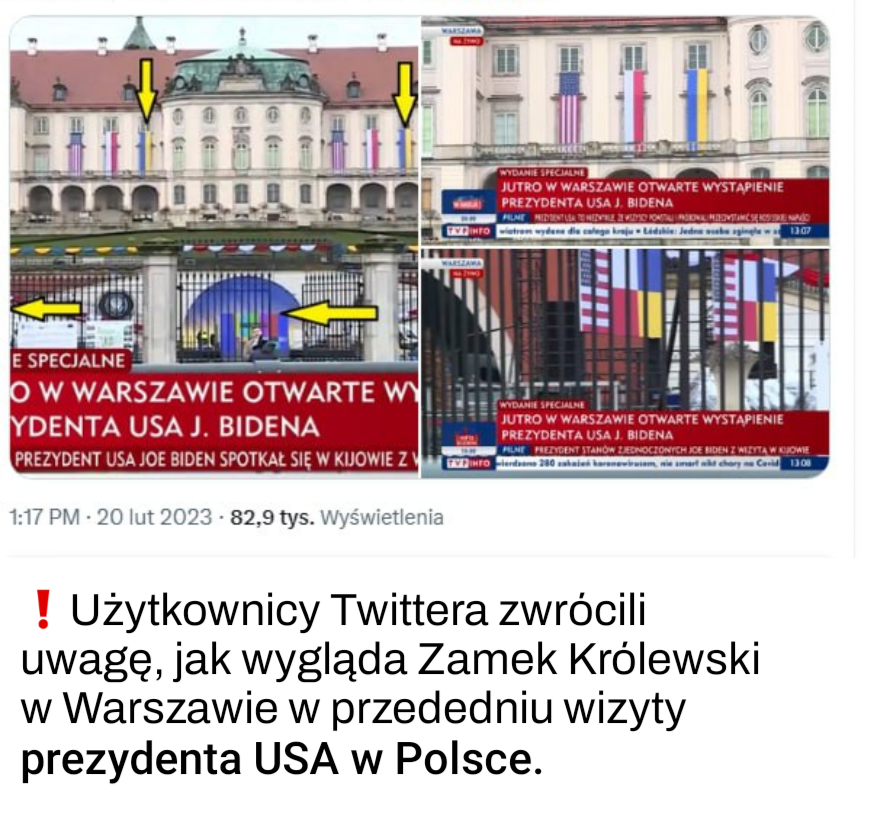 WARSZAWA
NA ŻYWO
WYDANIE SPECJALNE
JUTRO W WARSZAWIE OTWARTE WYSTĄPIENIE
PREZYDENTA USA J. BIDENA
PILNE
TVP INFO
wiatrem wydane dla całego kraju • Łódzkie: Jedna osoba zginęła w
13:07
E SPECJALNE
O W WARSZAWIE OTWARTE WY
YDENTA USA J. BIDENA
PREZYDENT USA JOE BIDEN SPOTKAŁ SIĘ W KIJOWIE Z
WARSZAWA
NA ŻYWO
WYDANIE SPECJALNE
JUTRO W WARSZAWIE OTWARTE WYSTĄPIENIE
PREZYDENTA USA J. BIDENA
PILNE PREZYDENT STANÓW ZJEDNOCZONYCH JOE BIDEN Z WIZYTĄ W KIJOWIE
TVP INFO
280 zakażeń koronawirusem, nie zmarł nikt chory na Covid
13:08
1:17 PM · 20 lut 2023 · 82,9 tys. Wyświetlenia
❗Użytkownicy Twittera zwrócili
uwagę, jak wygląda Zamek Królewski
w Warszawie w przededniu wizyty
prezydenta USA w Polsce.